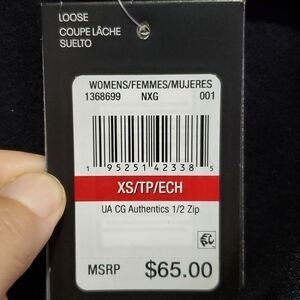 LOOSE
COUPE LÂCHE
SUELTO
WOMENS/FEMMES/MUJERES
1368699 NXG 001
1 95251 42338 5
XS/TP/ECH
UA CG Authentics 1/2 Zip
MSRP $65.00